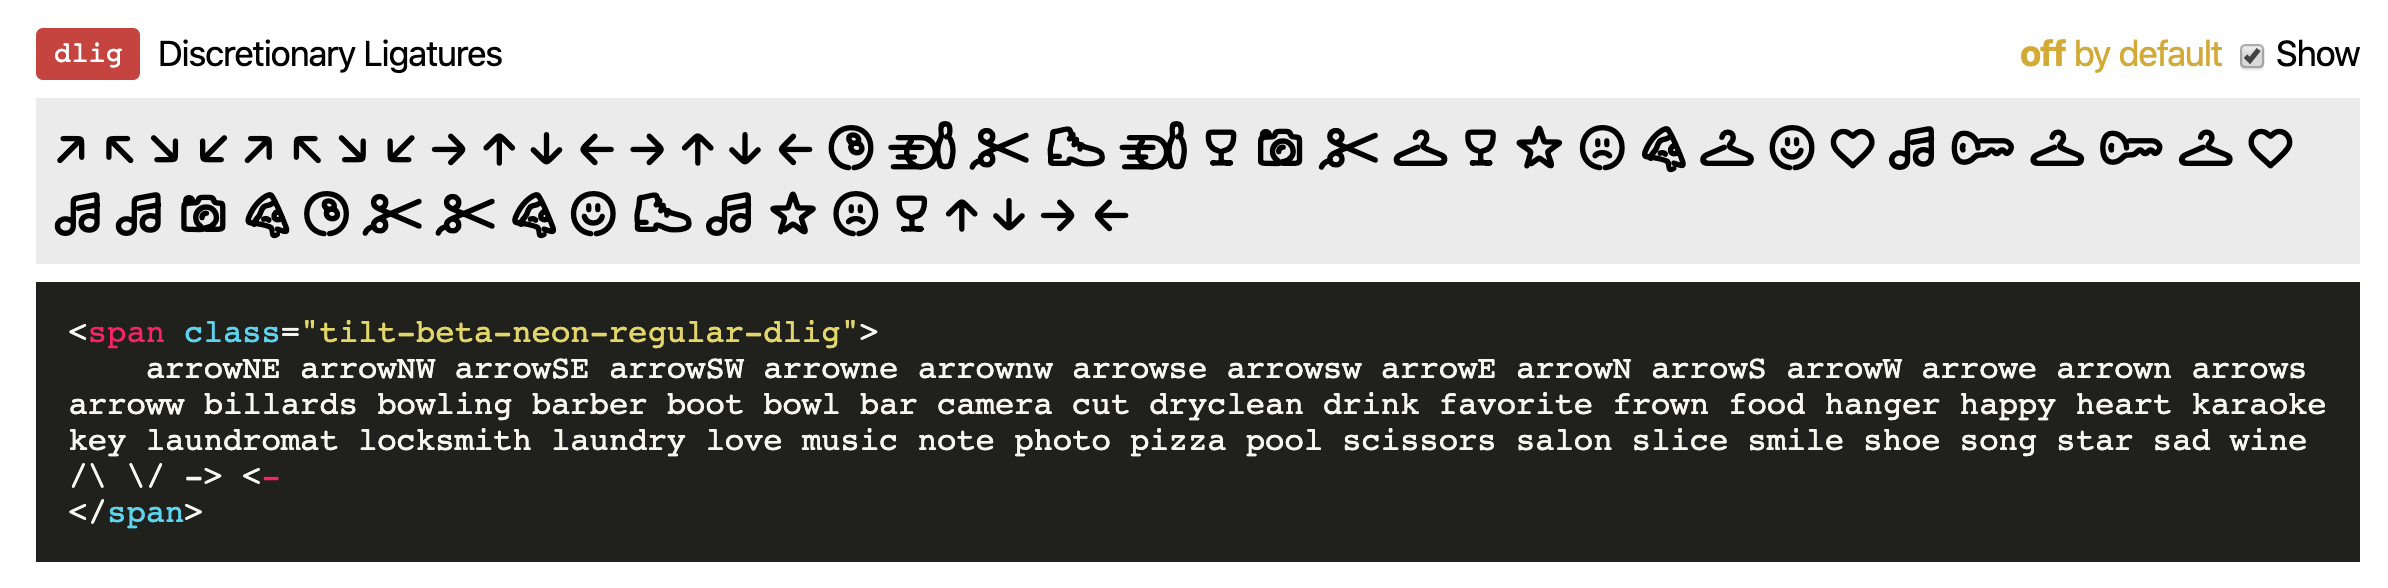 dlig Discretionary Ligatures off by default Show
↗ ↖ ↘ ↙ ↗ ↖ ↘ ↙ → ↑ ↓ ← → ↑ ↓ ←
↑ ↓ → ←
<span class="tilt-beta-neon-regular-dlig">
arrowNE arrowNW arrowSE arrowSW arrowne arrownw arrowse arrowsw arrowE arrowN arrowS arrowW arrowe arrown arrows
arroww billards bowling barber boot bowl bar camera cut dryclean drink favorite frown food hanger happy heart karaoke
key laundromat locksmith laundry love music note photo pizza pool scissors salon slice smile shoe song star sad wine
/\ \/ -> <-
</span>